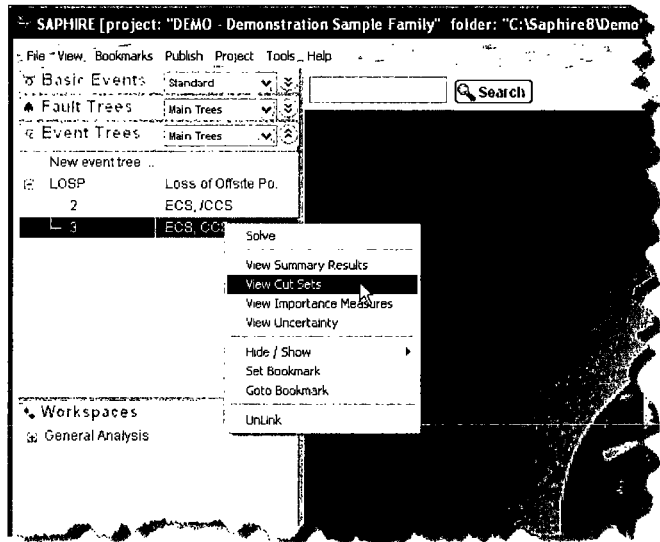 SAPHIRE [project: "DEMO - Demonstration Sample Family" folder: "C:\Saphire8\Demo"
File View Bookmarks Publish Project Tools Help
Basic Events Standard
Fault Trees Main Trees
Search
Event Trees Main Trees
New event tree ...
LOSP Loss of Offsite Po.
2 ECS, /CCS
3 ECS, CCS
Solve
View Summary Results
View Cut Sets
View Importance Measures
View Uncertainty
Hide / Show
Set Bookmark
Goto Bookmark
UnLink
Workspaces
General Analysis